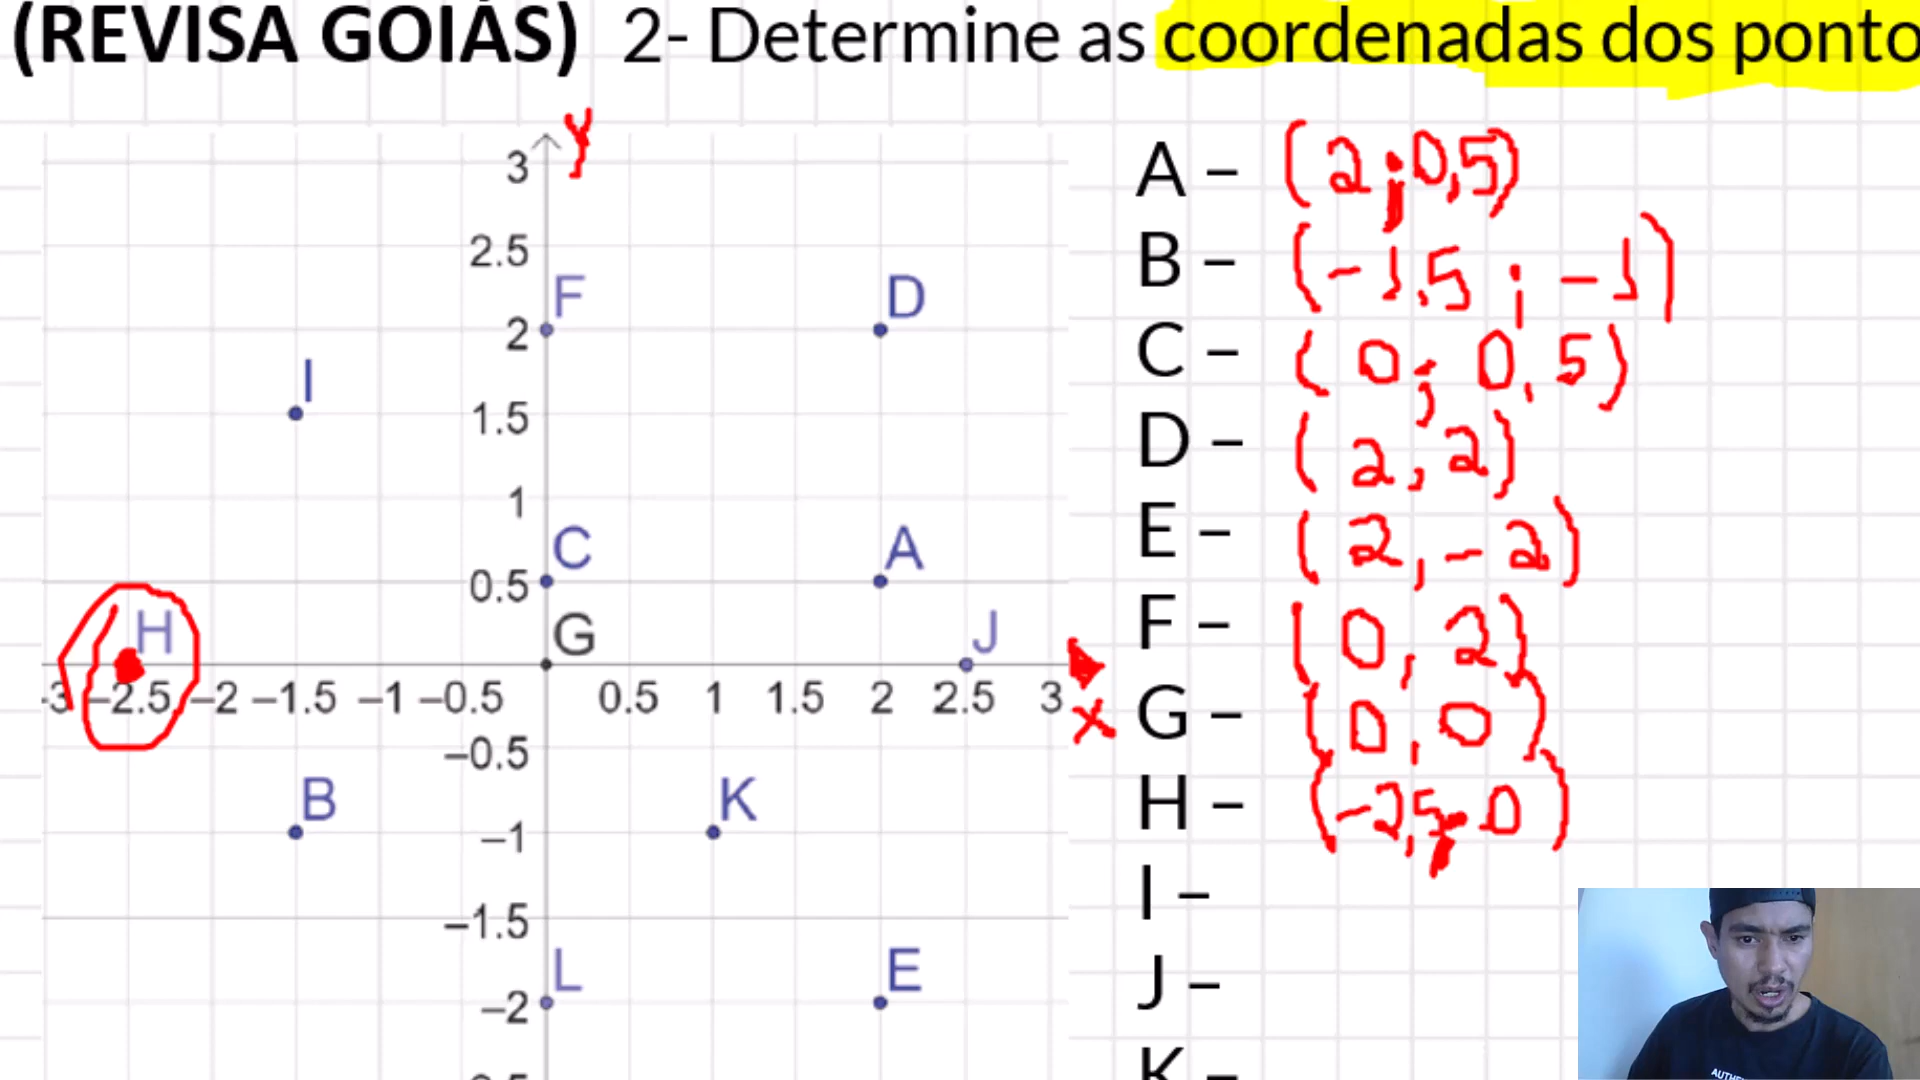 (REVISA GOIÁS) 2- Determine as coordenadas dos ponto
y
3
2.5
F
D
2
I
1.5
1
C
A
0.5
H
G
J
-3 –2.5 –2 –1.5 –1 –0.5 0.5 1 1.5 2 2.5 3
x
–0.5
B
K
–1
–1.5
L
E
–2
A – (2;0,5)
B – (-1,5 ; -1)
C – (0; 0,5)
D – (2,2)
E – (2,-2)
F – (0,2)
G – (0,0)
H – (-2,5; 0)
I –
J –
K –